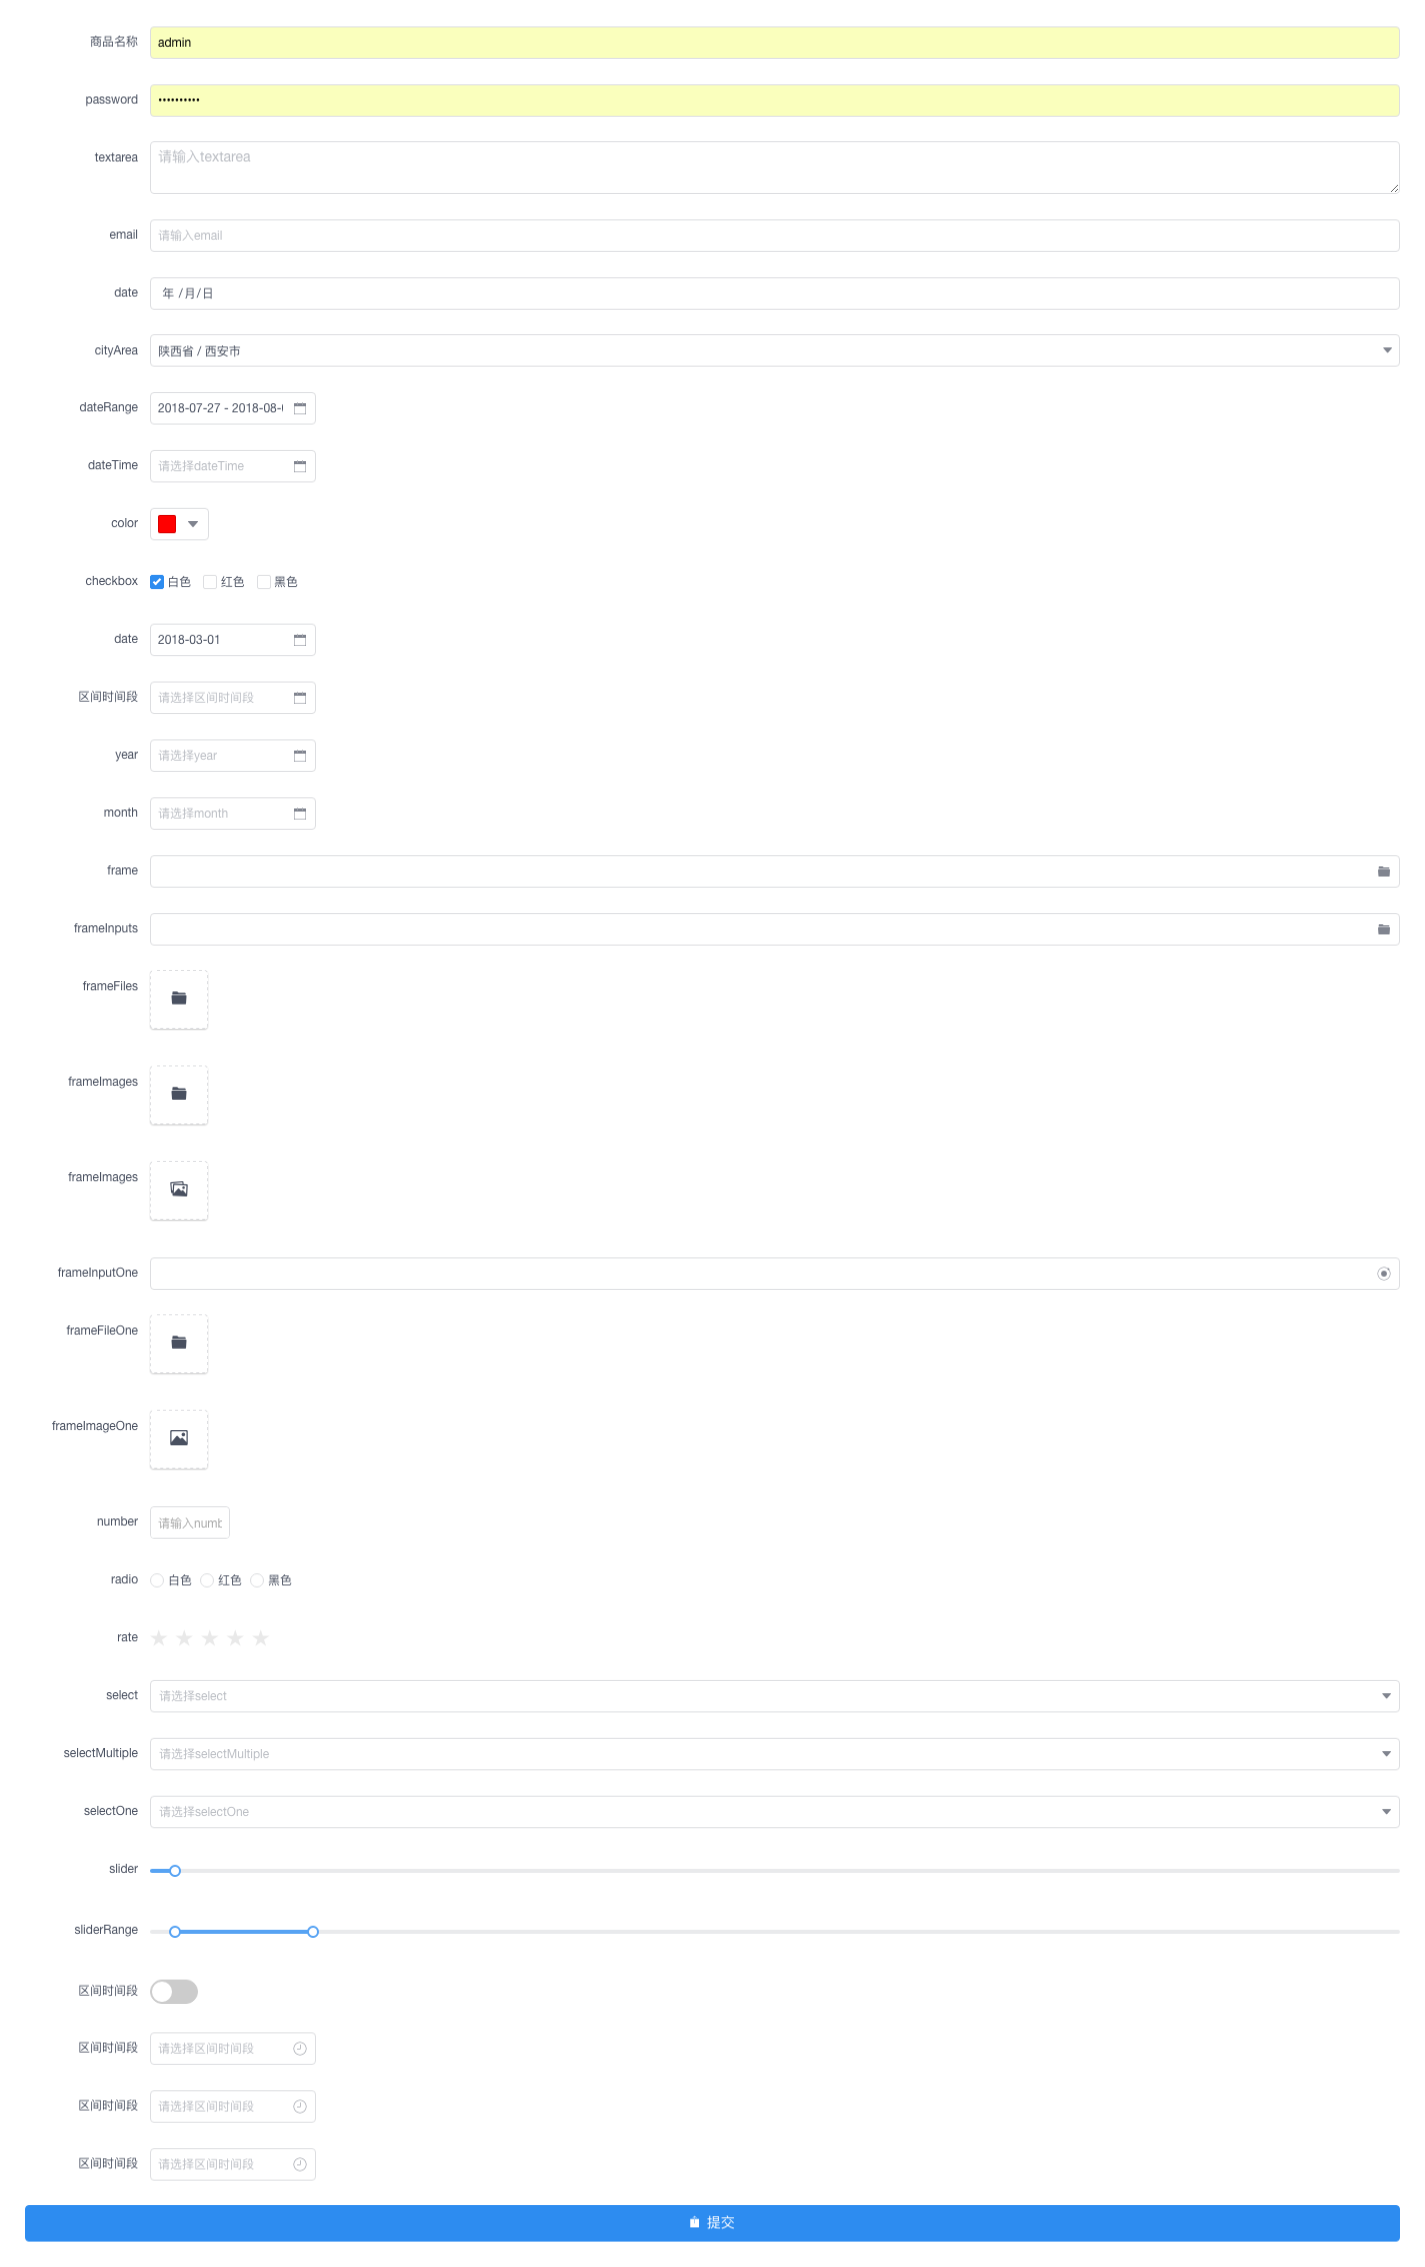 商品名称 admin
password ••••••••••
textarea 请输入textarea
email 请输入email
date 年 /月/日
cityArea 陕西省 / 西安市
dateRange 2018-07-27 - 2018-08-
dateTime 请选择dateTime
color
checkbox 白色 红色 黑色
date 2018-03-01
区间时间段 请选择区间时间段
year 请选择year
month 请选择month
frame
frameInputs
frameFiles
frameImages
frameImages
frameInputOne
frameFileOne
frameImageOne
number 请输入numb
radio 白色 红色 黑色
rate
select 请选择select
selectMultiple 请选择selectMultiple
selectOne 请选择selectOne
slider
sliderRange
区间时间段
区间时间段 请选择区间时间段
区间时间段 请选择区间时间段
区间时间段 请选择区间时间段
提交